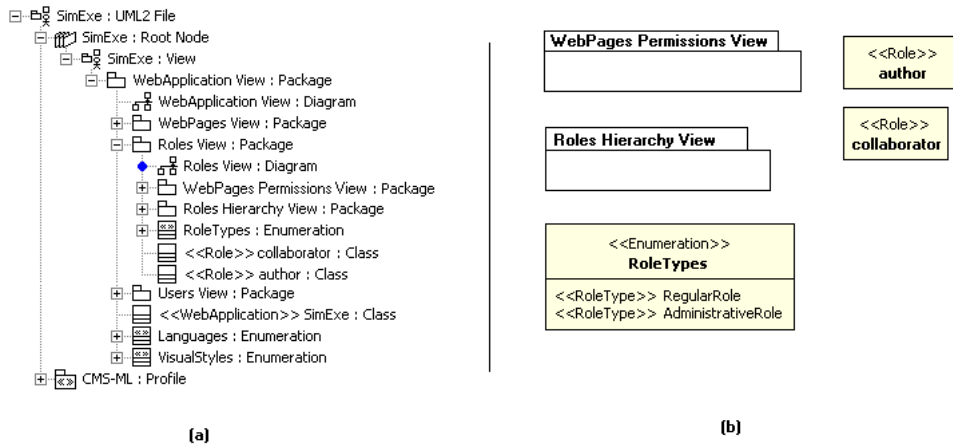 SimExe : UML2 File
SimExe : Root Node
SimExe : View
WebApplication View : Package
WebApplication View : Diagram
WebPages View : Package
Roles View : Package
Roles View : Diagram
WebPages Permissions View : Package
Roles Hierarchy View : Package
RoleTypes : Enumeration
<<Role>> collaborator : Class
<<Role>> author : Class
Users View : Package
<<WebApplication>> SimExe : Class
Languages : Enumeration
VisualStyles : Enumeration
CMS-ML : Profile
(a)
WebPages Permissions View
<<Role>>
author
<<Role>>
collaborator
Roles Hierarchy View
<<Enumeration>>
RoleTypes
<<RoleType>> RegularRole
<<RoleType>> AdministrativeRole
(b)